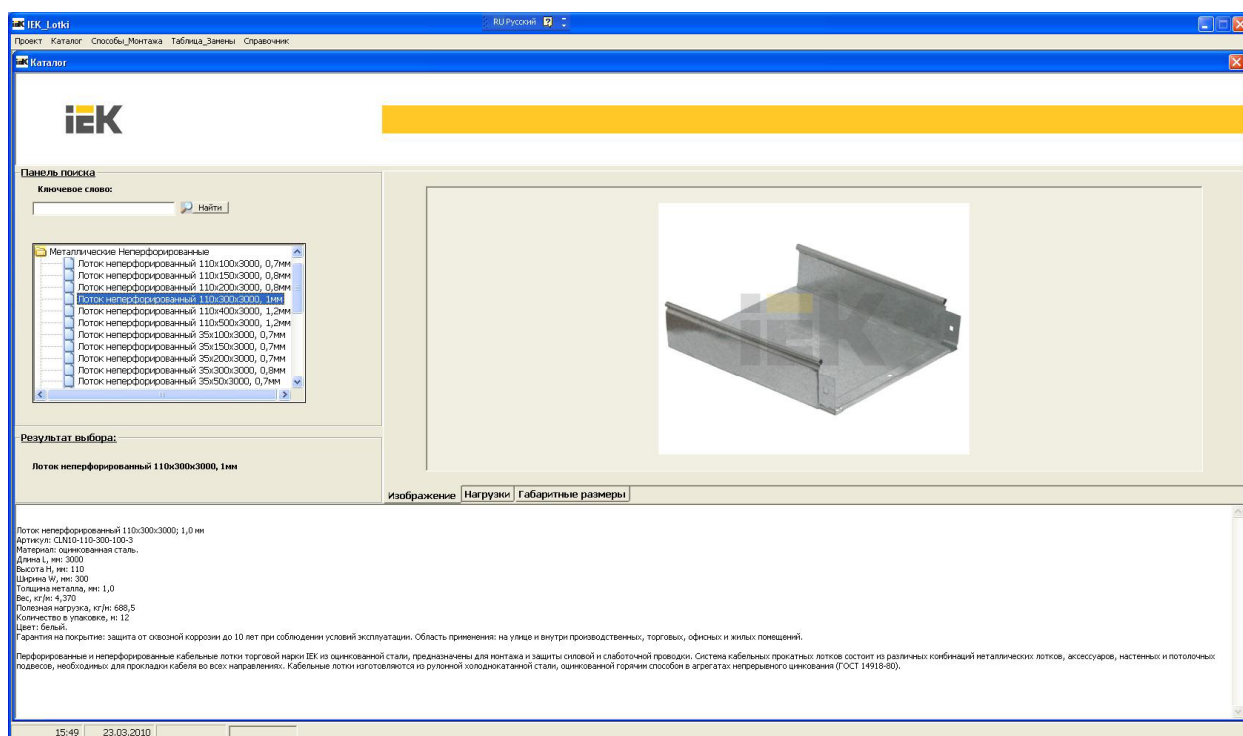 IEK_Lotki
RU Русский
Проект Каталог Способы_Монтажа Таблица_Замены Справочник
Каталог
iEK
Панель поиска
Ключевое слово:
Найти
Металлические Неперфорированные
Лоток неперфорированный 110x100x3000, 0,7мм
Лоток неперфорированный 110x150x3000, 0,8мм
Лоток неперфорированный 110x200x3000, 0,8мм
Лоток неперфорированный 110x300x3000, 1мм
Лоток неперфорированный 110x400x3000, 1,2мм
Лоток неперфорированный 110x500x3000, 1,2мм
Лоток неперфорированный 35x100x3000, 0,7мм
Лоток неперфорированный 35x150x3000, 0,7мм
Лоток неперфорированный 35x200x3000, 0,7мм
Лоток неперфорированный 35x300x3000, 0,8мм
Лоток неперфорированный 35x50x3000, 0,7мм
iEK
Результат выбора:
Лоток неперфорированный 110x300x3000, 1мм
Изображение Нагрузки Габаритные размеры
Лоток неперфорированный 110x300x3000; 1,0 мм
Артикул: CLN10-110-300-100-3
Материал: оцинкованная сталь.
Длина L, мм: 3000
Высота H, мм: 110
Ширина W, мм: 300
Толщина металла, мм: 1,0
Вес, кг/м: 4,370
Полезная нагрузка, кг/м: 688,5
Количество в упаковке, м: 12
Цвет: белый.
Гарантия на покрытие: защита от сквозной коррозии до 10 лет при соблюдении условий эксплуатации. Область применения: на улице и внутри производственных, торговых, офисных и жилых помещений.
Перфорированные и неперфорированные кабельные лотки торговой марки IEK из оцинкованной стали, предназначены для монтажа и защиты силовой и слаботочной проводки. Система кабельных прокатных лотков состоит из различных комбинаций металлических лотков, аксессуаров, настенных и потолочных
подвесов, необходимых для прокладки кабеля во всех направлениях. Кабельные лотки изготовляются из рулонной холоднокатанной стали, оцинкованной горячим способом в агрегатах непрерывного цинкования (ГОСТ 14918-80).
15:49 23.03.2010